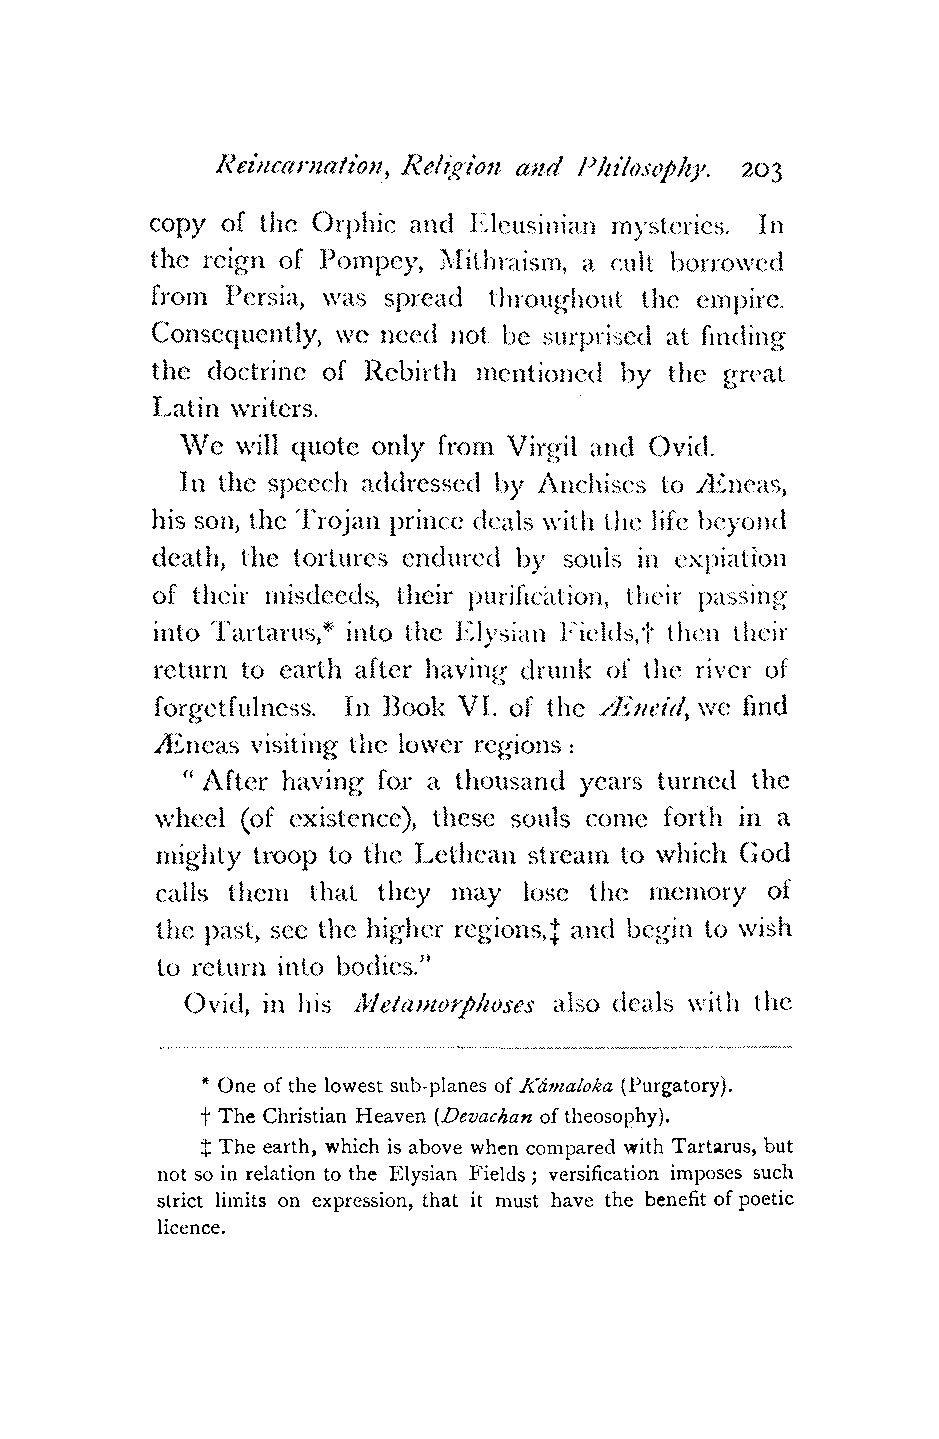 Reincarnation, Religion and Philosophy. 203
copy of the Orphic and Eleusinian mysteries. In
the reign of Pompey, Mithraism, a cult borrowed
from Persia, was spread throughout the empire.
Consequently, we need not be surprised at finding
the doctrine of Rebirth mentioned by the great
Latin writers.
We will quote only from Virgil and Ovid.
In the speech addressed by Anchises to Æneas,
his son, the Trojan prince deals with the life beyond
death, the tortures endured by souls in expiation
of their misdeeds, their purification, their passing
into Tartarus,* into the Elysian Fields,† then their
return to earth after having drunk of the river of
forgetfulness. In Book VI. of the Æneid, we find
Æneas visiting the lower regions :
“ After having for a thousand years turned the
wheel (of existence), these souls come forth in a
mighty troop to the Lethean stream to which God
calls them that they may lose the memory of
the past, see the higher regions,‡ and begin to wish
to return into bodies.”
Ovid, in his Metamorphoses also deals with the
* One of the lowest sub-planes of Kâmaloka (Purgatory).
† The Christian Heaven (Devachan of theosophy).
‡ The earth, which is above when compared with Tartarus, but
not so in relation to the Elysian Fields ; versification imposes such
strict limits on expression, that it must have the benefit of poetic
licence.